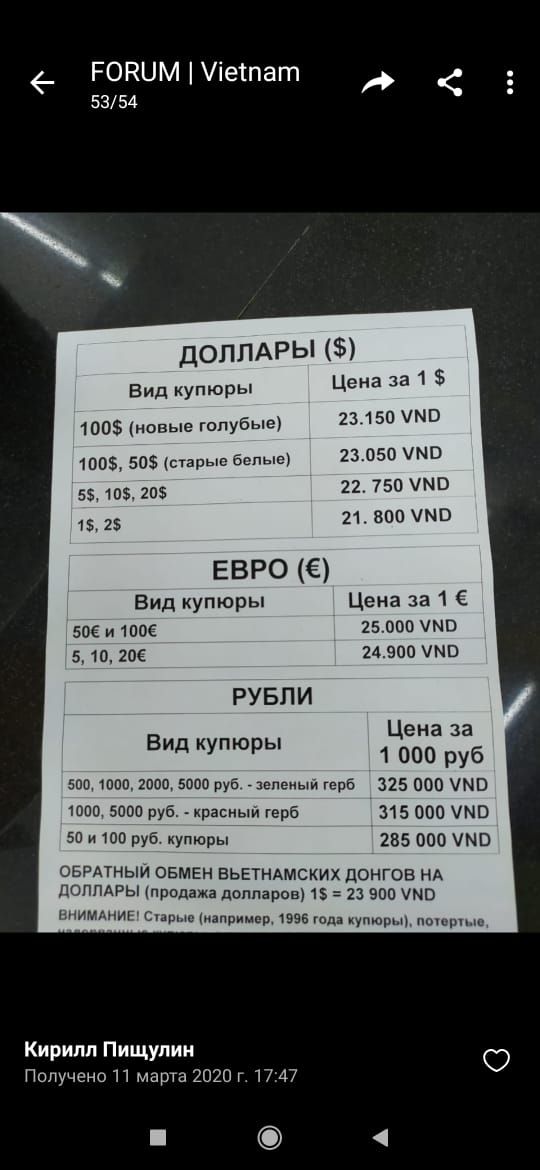 FORUM | Vietnam
53/54
ДОЛЛАРЫ ($)
Вид купюры Цена за 1 $
100$ (новые голубые) 23.150 VND
100$, 50$ (старые белые) 23.050 VND
5$, 10$, 20$ 22. 750 VND
1$, 2$ 21. 800 VND
ЕВРО (€)
Вид купюры Цена за 1 €
50€ и 100€ 25.000 VND
5, 10, 20€ 24.900 VND
РУБЛИ
Вид купюры Цена за
1 000 руб
500, 1000, 2000, 5000 руб. - зеленый герб 325 000 VND
1000, 5000 руб. - красный герб 315 000 VND
50 и 100 руб. купюры 285 000 VND
ОБРАТНЫЙ ОБМЕН ВЬЕТНАМСКИХ ДОНГОВ НА
ДОЛЛАРЫ (продажа долларов) 1$ = 23 900 VND
ВНИМАНИЕ! Старые (например, 1996 года купюры), потертые,
Кирилл Пищулин
Получено 11 марта 2020 г. 17:47